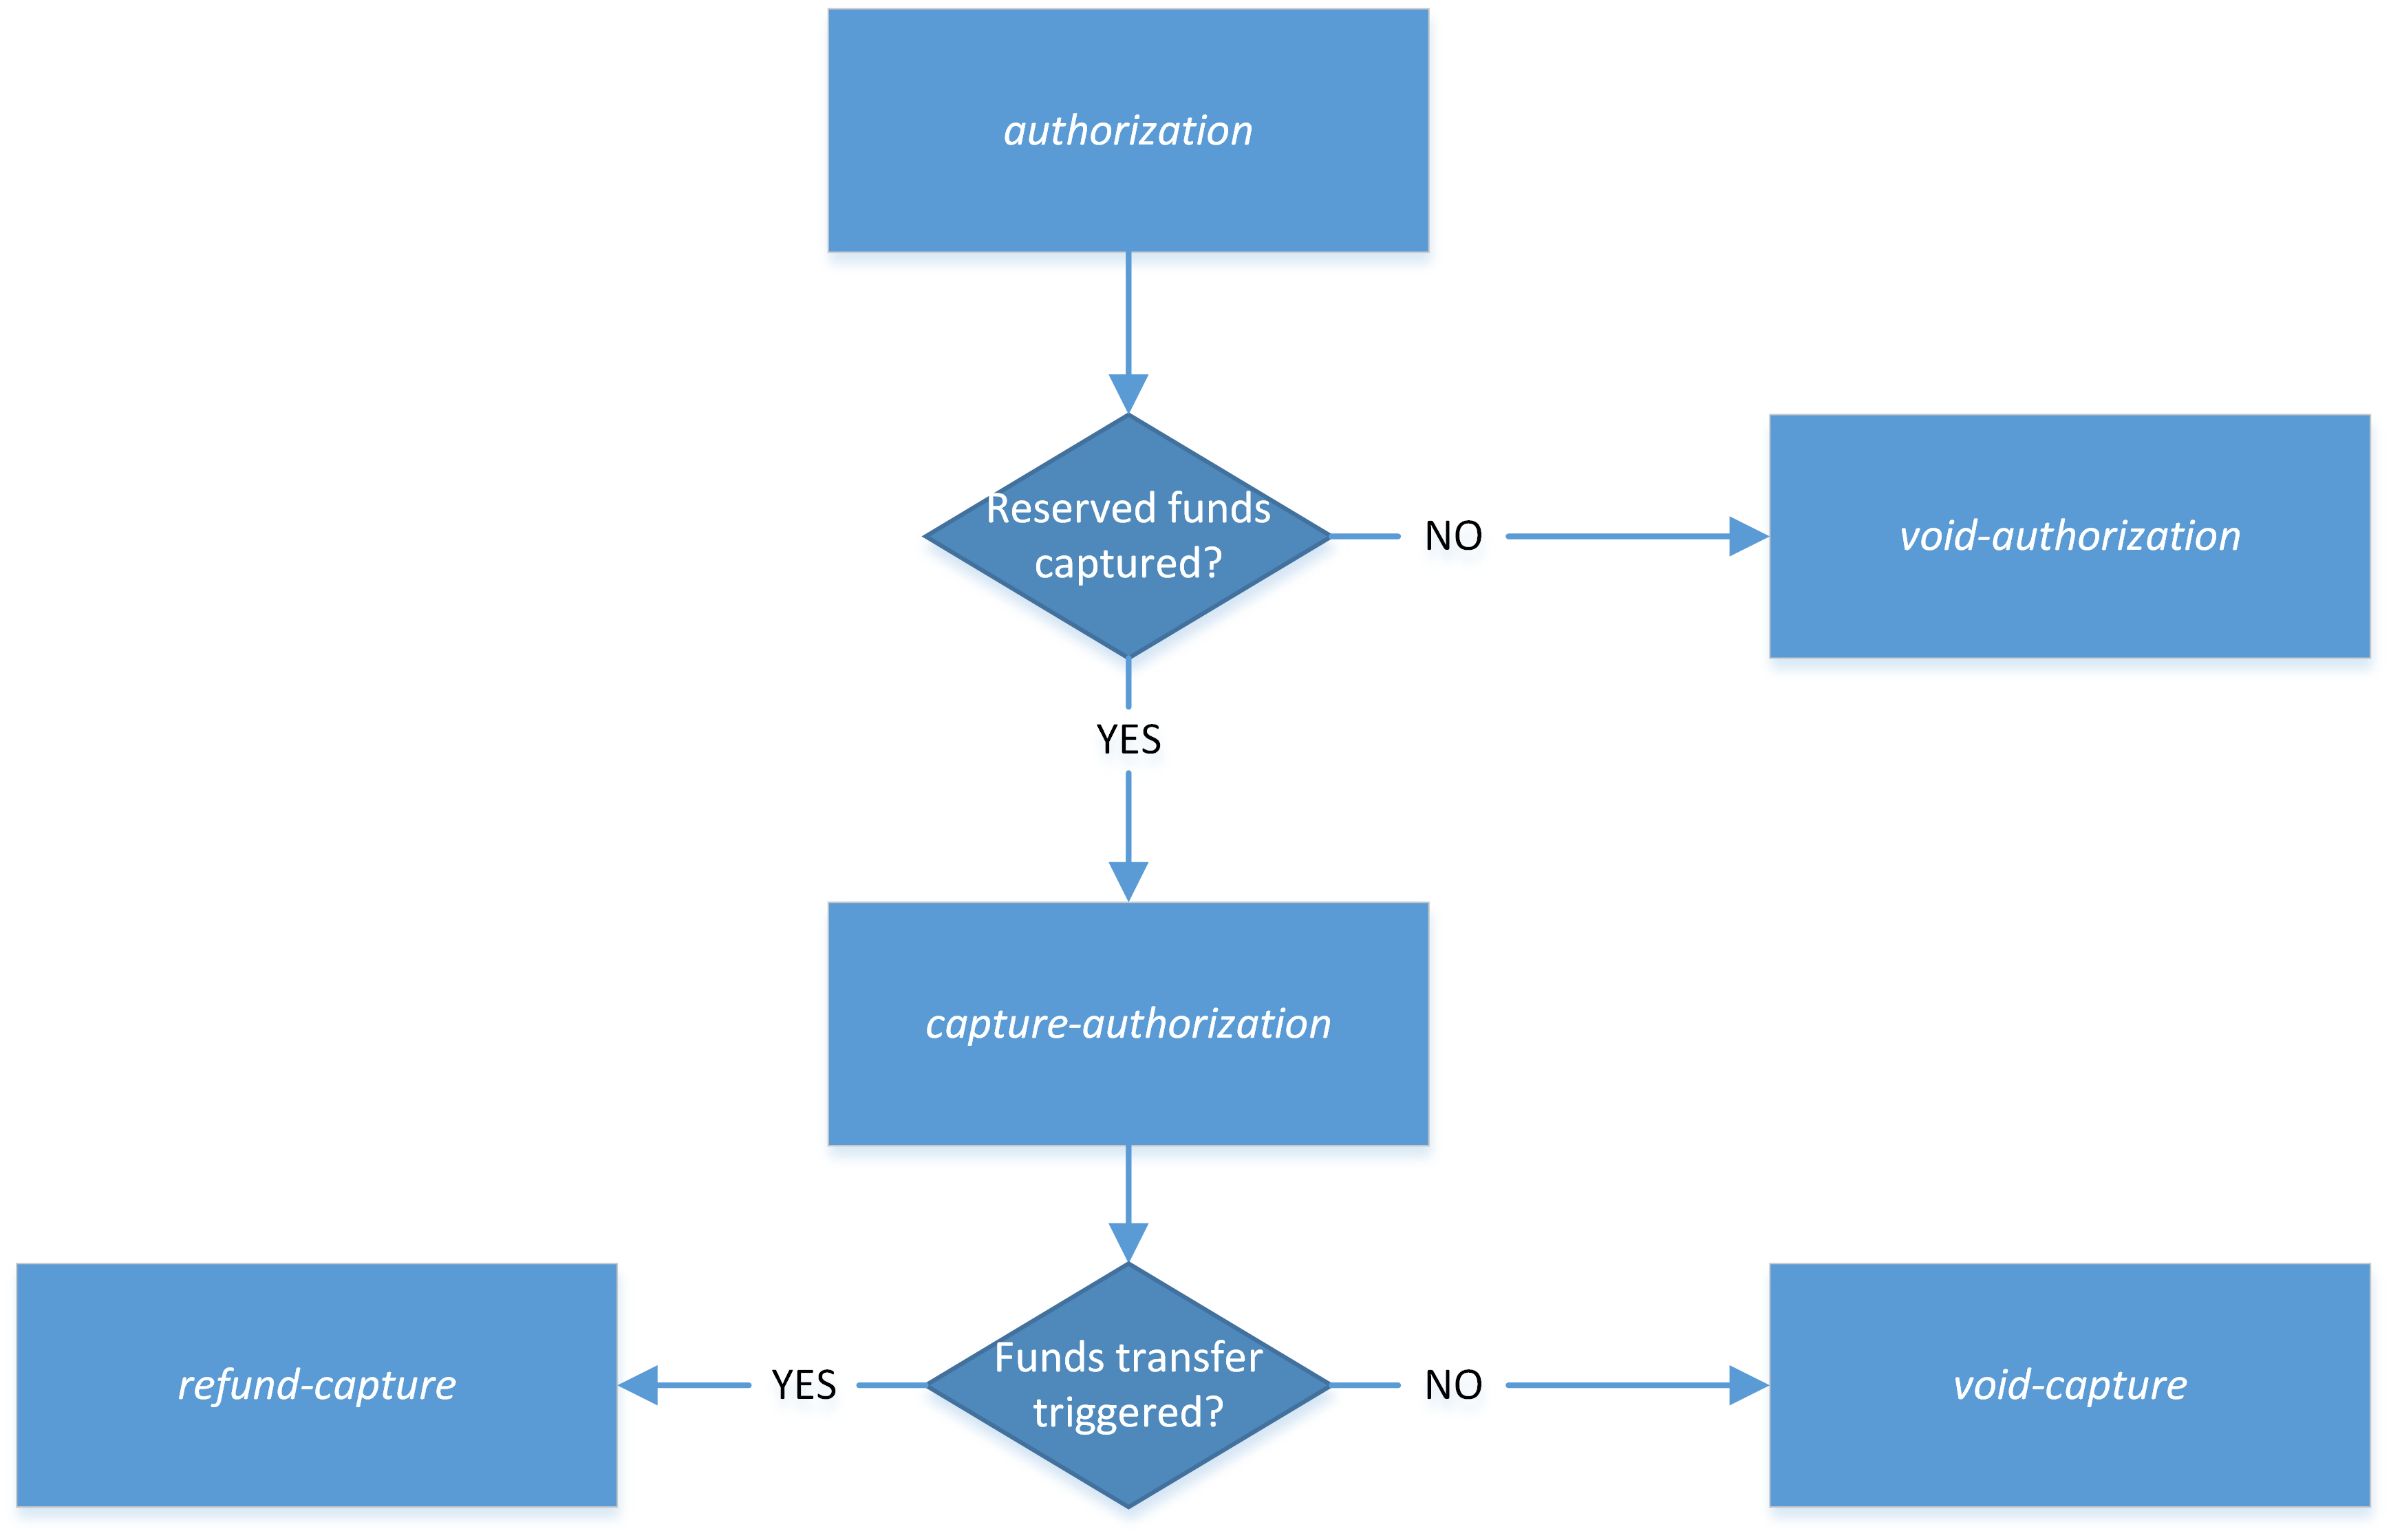 authorization
Reserved funds
captured?
NO
void-authorization
YES
capture-authorization
refund-capture
YES
Funds transfer
triggered?
NO
void-capture